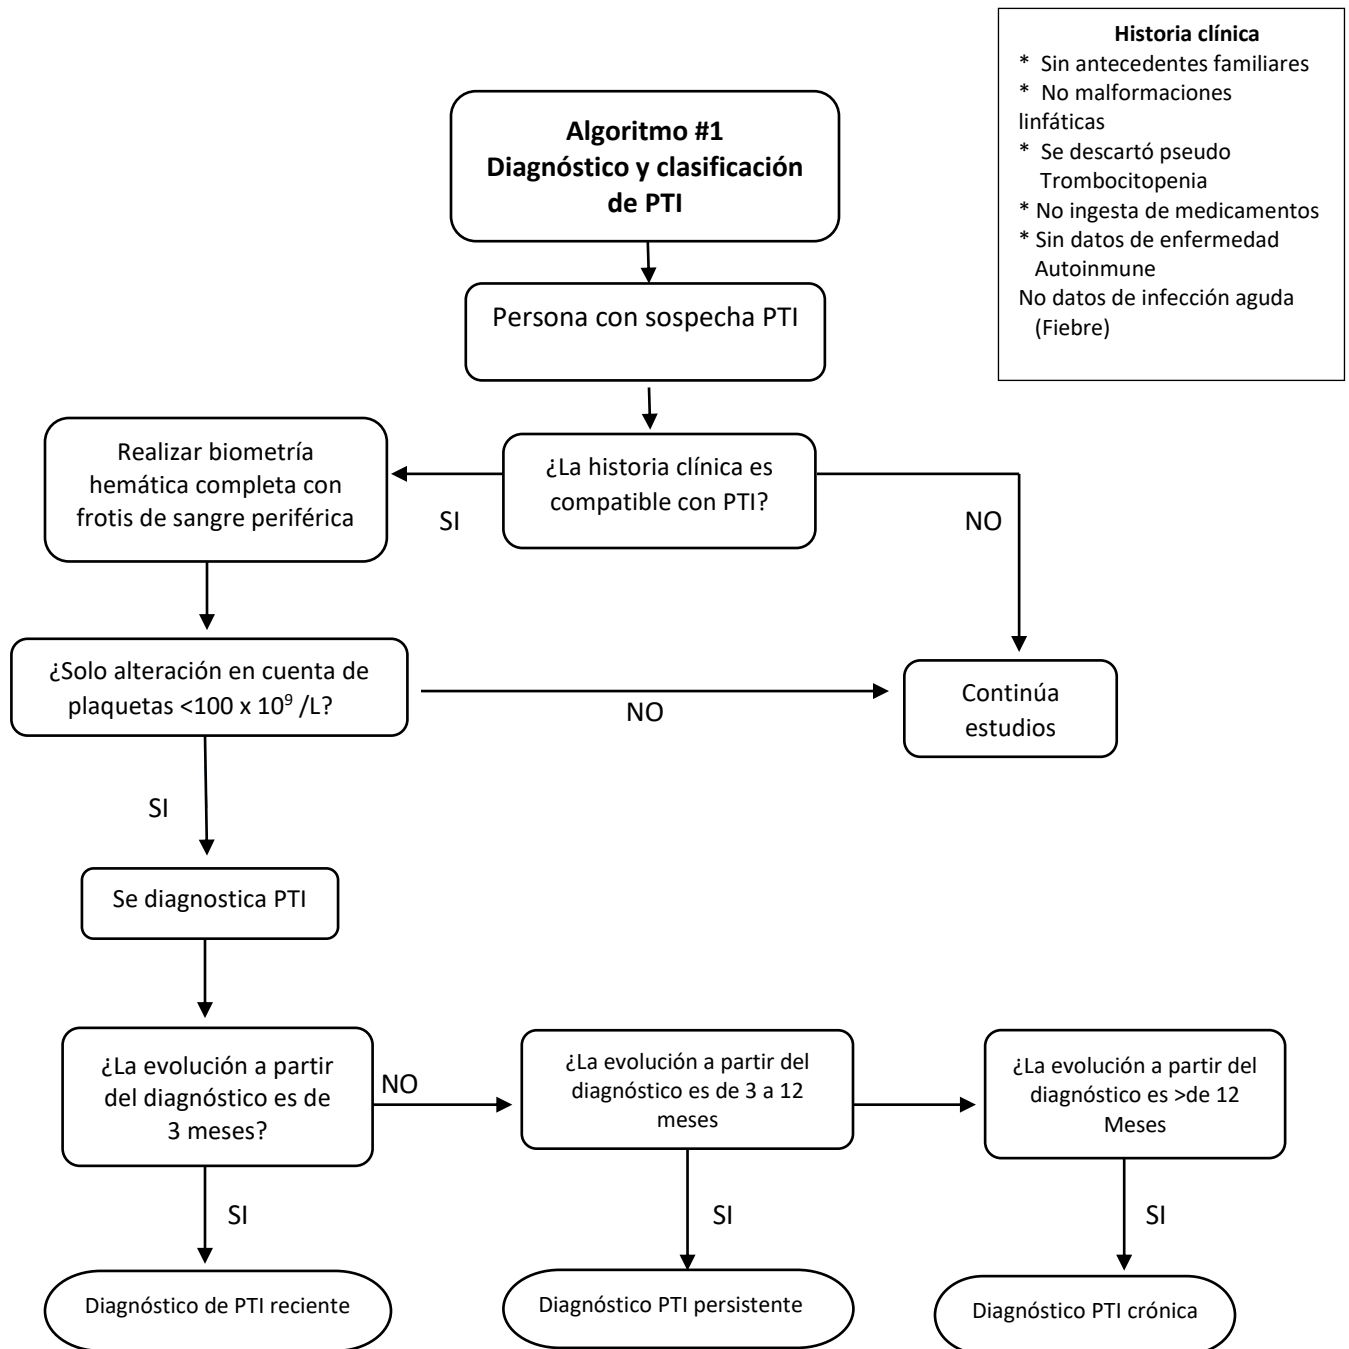 Historia clínica
* Sin antecedentes familiares
* No malformaciones
linfáticas
* Se descartó pseudo
Trombocitopenia
* No ingesta de medicamentos
* Sin datos de enfermedad
Autoinmune
No datos de infección aguda
(Fiebre)
Algoritmo #1
Diagnóstico y clasificación
de PTI
Persona con sospecha PTI
¿La historia clínica es
compatible con PTI?
SI
NO
Realizar biometría
hemática completa con
frotis de sangre periférica
¿Solo alteración en cuenta de
plaquetas <100 x 10⁹ /L?
NO
Continúa
estudios
SI
Se diagnostica PTI
¿La evolución a partir
del diagnóstico es de
3 meses?
NO
¿La evolución a partir del
diagnóstico es de 3 a 12
meses
¿La evolución a partir del
diagnóstico es >de 12
Meses
SI
SI
SI
Diagnóstico de PTI reciente
Diagnóstico PTI persistente
Diagnóstico PTI crónica